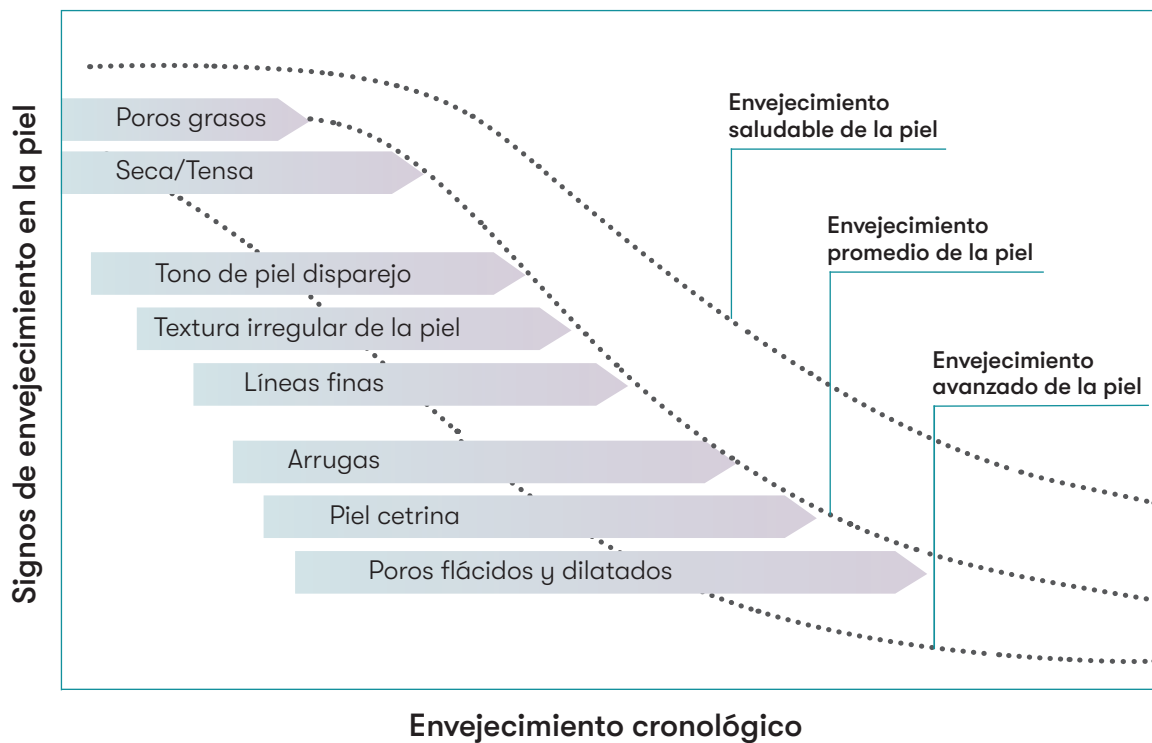 Signos de envejecimiento en la piel
Poros grasos
Seca/Tensa
Tono de piel disparejo
Textura irregular de la piel
Líneas finas
Arrugas
Piel cetrina
Poros flácidos y dilatados
Envejecimiento
saludable de la piel
Envejecimiento
promedio de la piel
Envejecimiento
avanzado de la piel
Envejecimiento cronológico